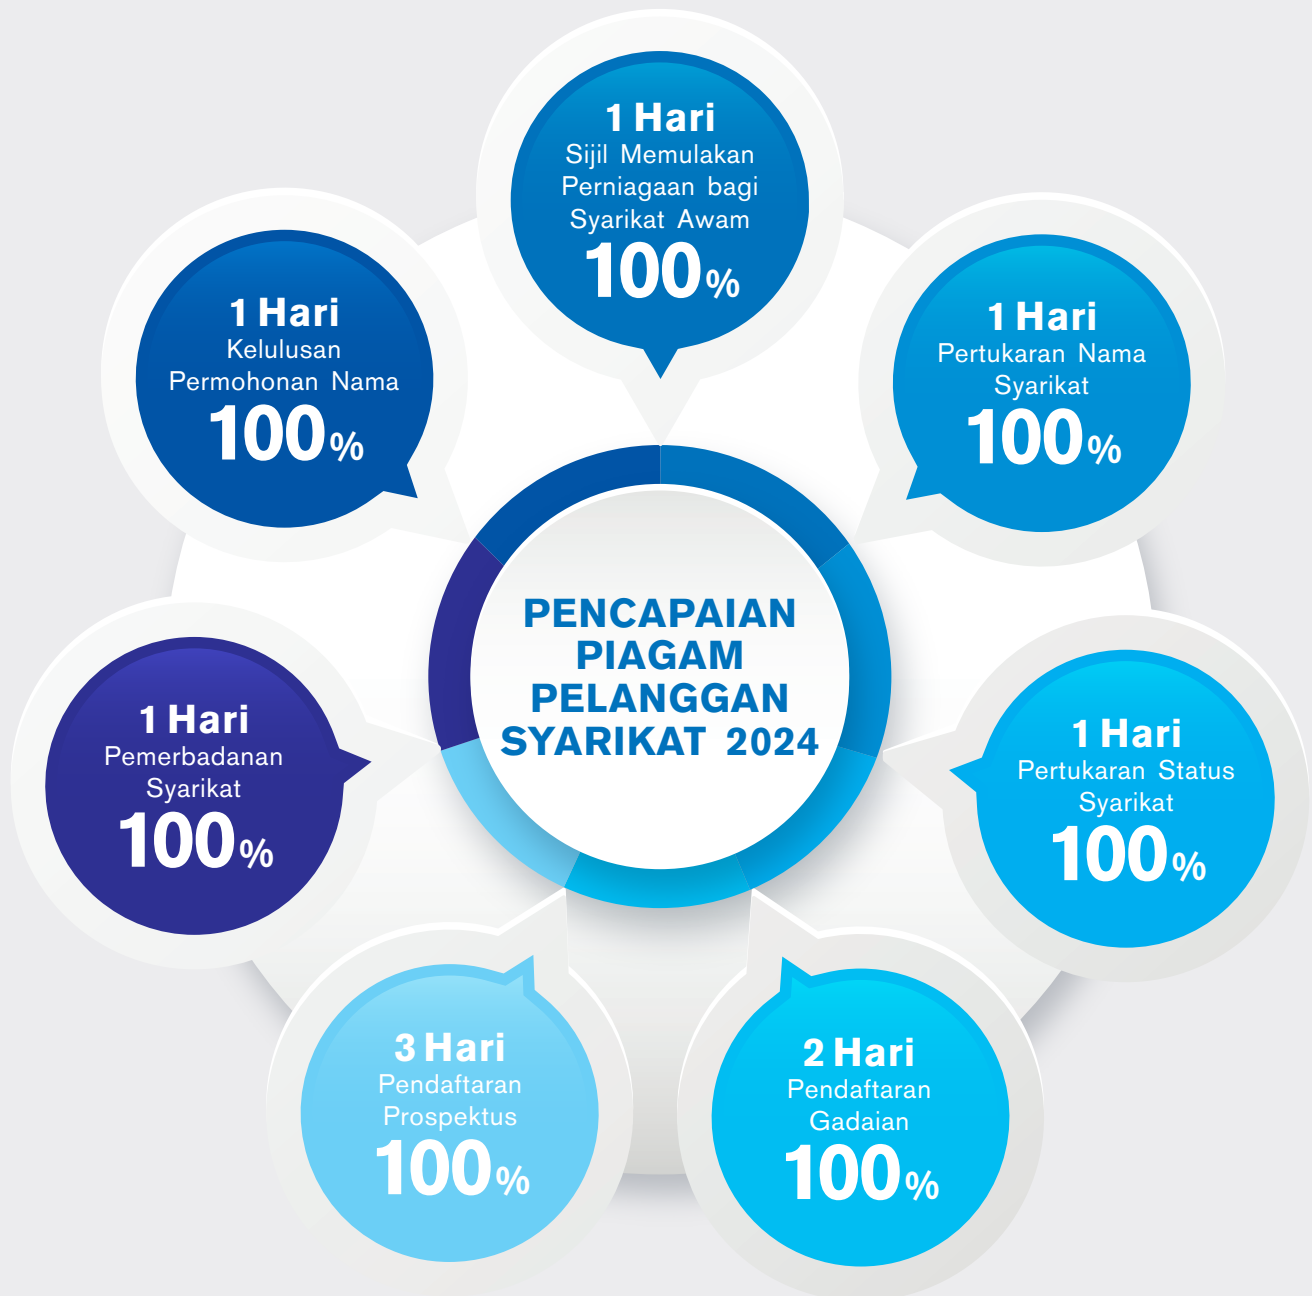 1 Hari
Sijil Memulakan
Perniagaan bagi
Syarikat Awam
100%
1 Hari
Kelulusan
Permohonan Nama
100%
1 Hari
Pertukaran Nama
Syarikat
100%
PENCAPAIAN
PIAGAM
PELANGGAN
SYARIKAT 2024
1 Hari
Pemerbadanan
Syarikat
100%
1 Hari
Pertukaran Status
Syarikat
100%
3 Hari
Pendaftaran
Prospektus
100%
2 Hari
Pendaftaran
Gadaian
100%